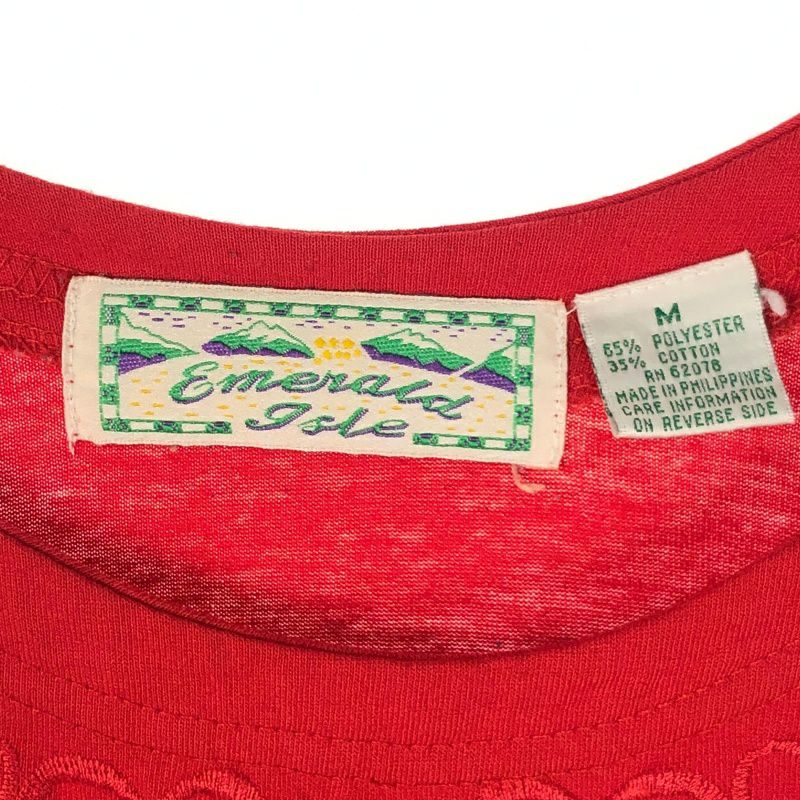 Emerald
Isle
M
65% POLYESTER
35% COTTON
RN 62076
MADE IN PHILIPPINES
CARE INFORMATION
ON REVERSE SIDE